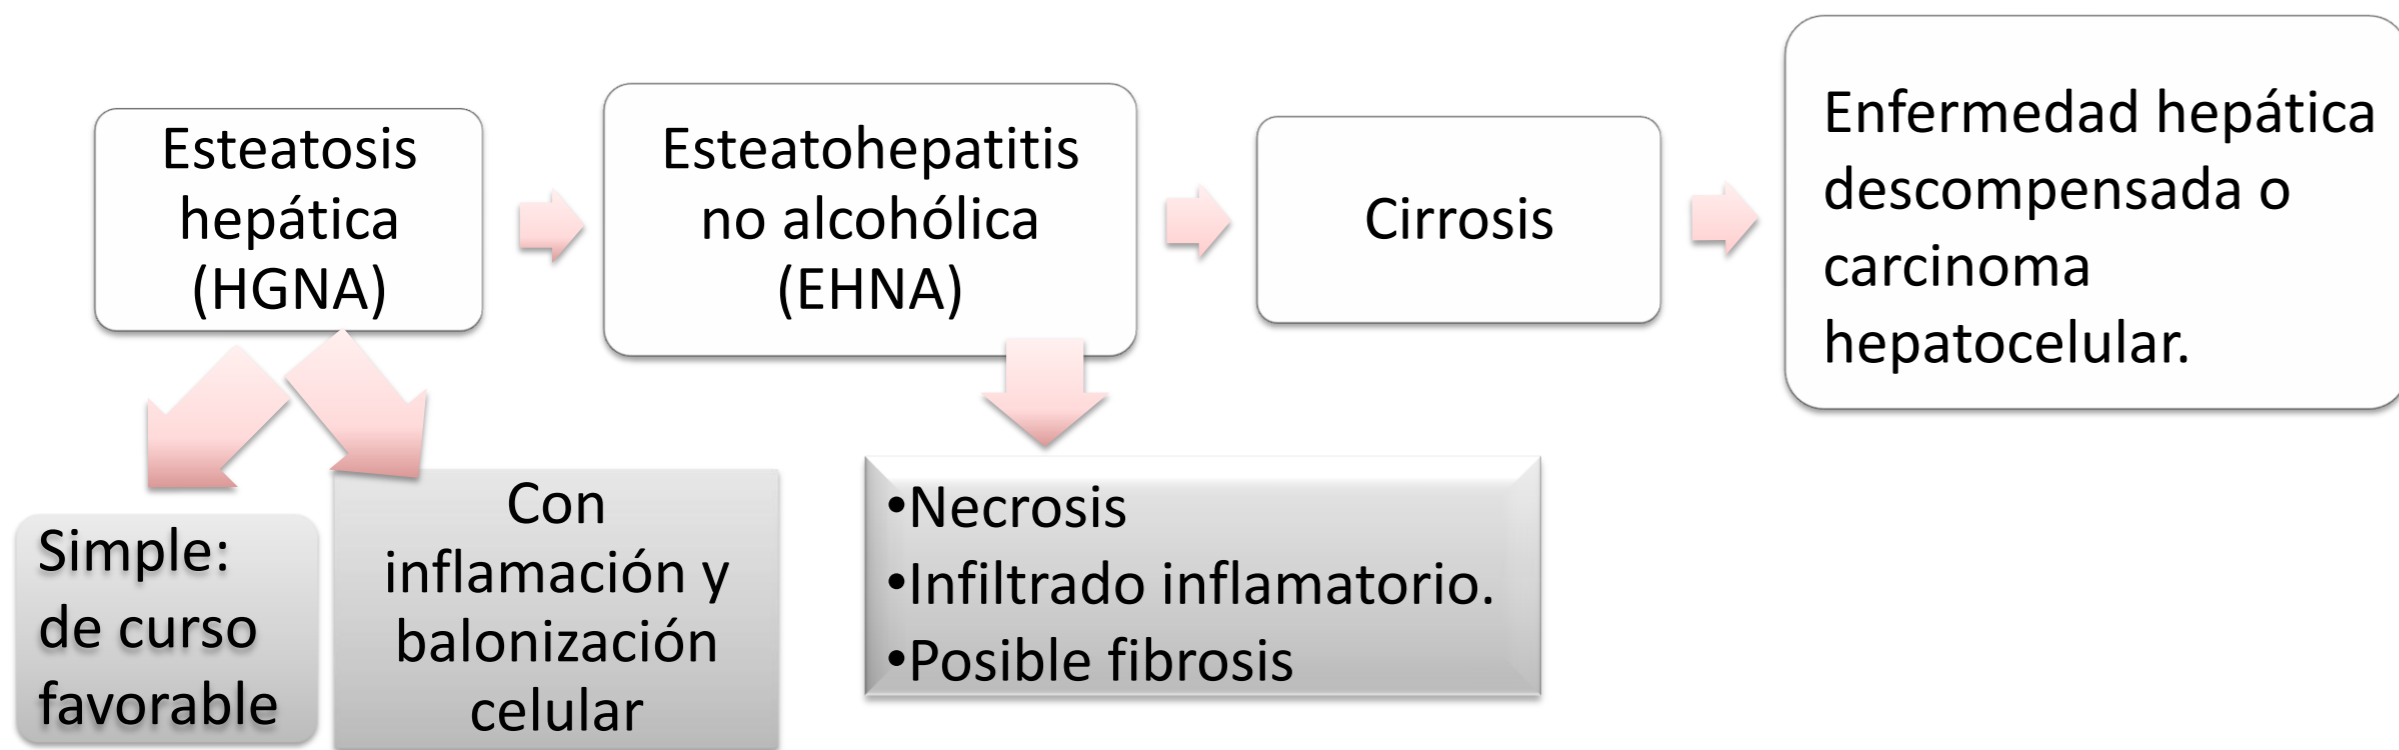 Esteatosis
hepática
(HGNA)
Esteatohepatitis
no alcohólica
(EHNA)
Cirrosis
Enfermedad hepática
descompensada o
carcinoma
hepatocelular.
Simple:
de curso
favorable
Con
inflamación y
balonización
celular
•Necrosis
•Infiltrado inflamatorio.
•Posible fibrosis